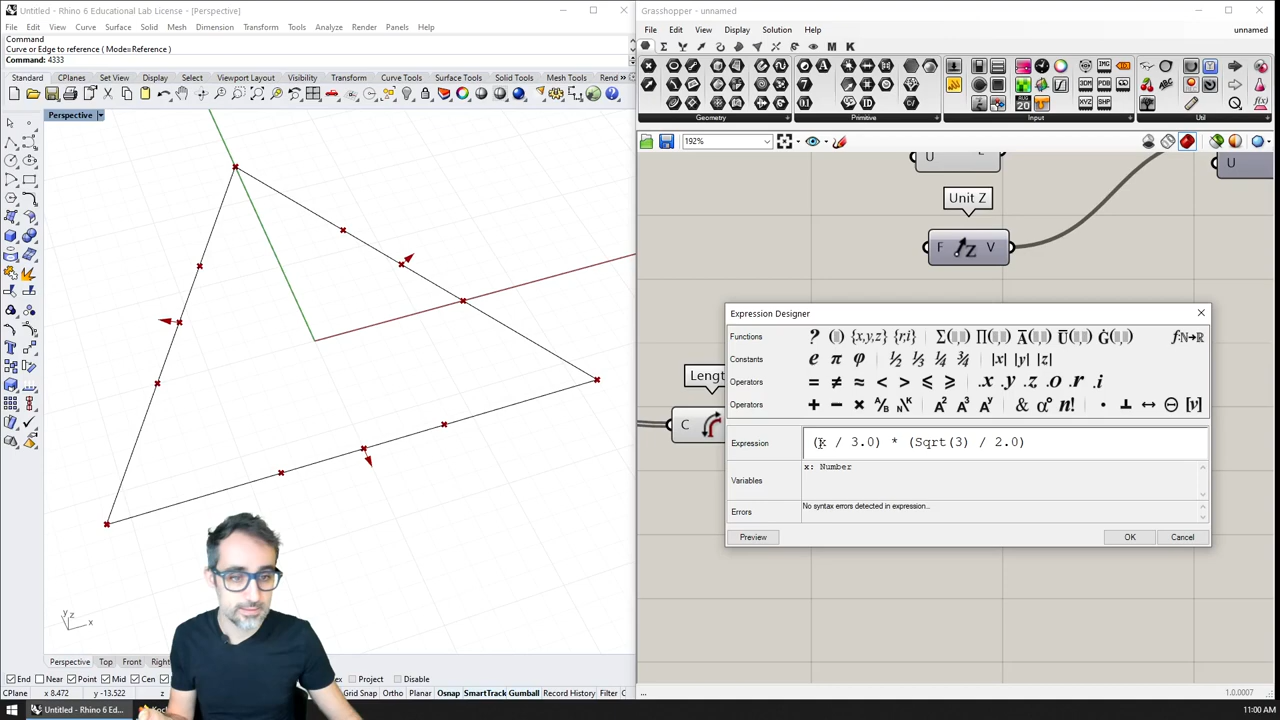 Untitled - Rhino 6 Educational Lab License - [Perspective]
File Edit View Curve Surface Solid Mesh Dimension Transform Tools Analyze Render Panels Help
Command
Curve or Edge to reference ( Mode=Reference )
Command: 4333
Standard CPlanes Set View Display Select Viewport Layout Visibility Transform Curve Tools Surface Tools Solid Tools Mesh Tools Rend »
Perspective
y z x
Perspective Top Front Right
End Near Point Mid Cen Project Disable
CPlane x 8.472 y -13.522 z Grid Snap Ortho Planar Osnap SmartTrack Gumball Record History Filter C
Untitled - Rhino 6 Ed...
Grasshopper - unnamed
File Edit View Display Solution Help unnamed
M K
Geometry Primitive Input Util
192%
U
U
Unit Z
F Z V
Lengt
C
Expression Designer
Functions
Constants
Operators
Operators
Expression (x / 3.0) * (Sqrt(3) / 2.0)
x: Number
Variables
Errors No syntax errors detected in expression...
Preview OK Cancel
... 1.0.0007
11:00 AM